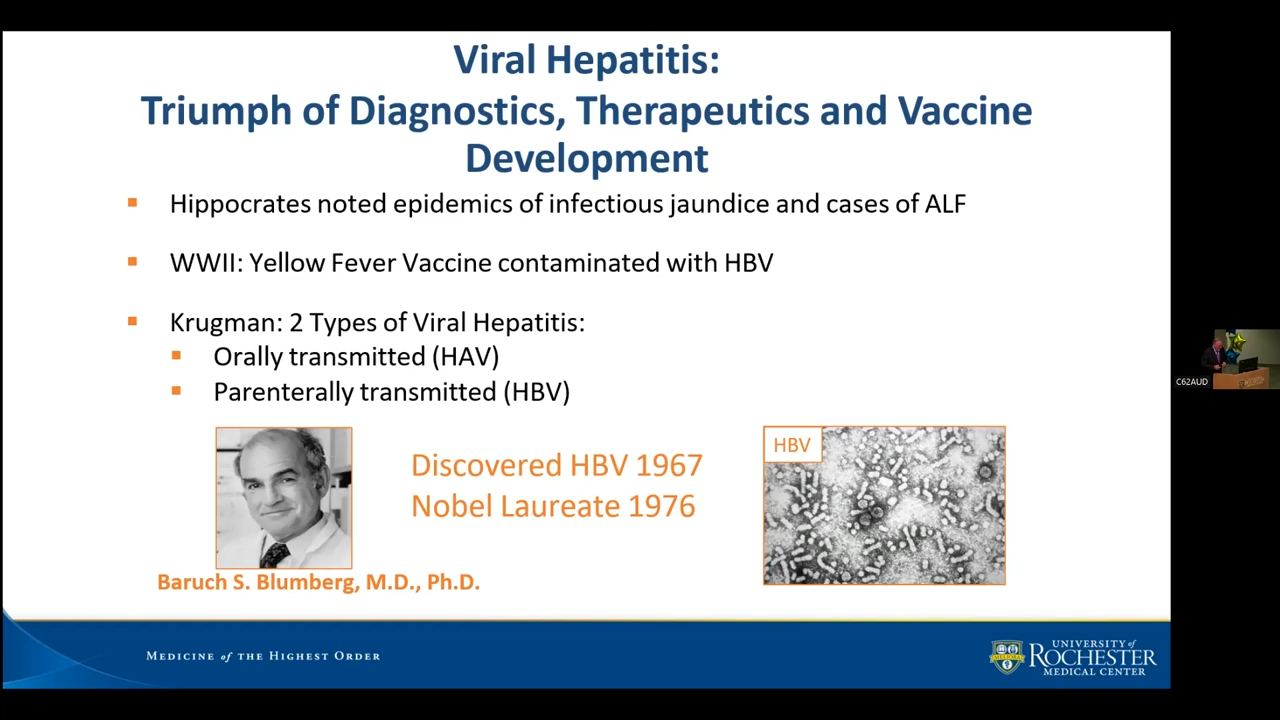 Viral Hepatitis:
Triumph of Diagnostics, Therapeutics and Vaccine
Development
Hippocrates noted epidemics of infectious jaundice and cases of ALF
WWII: Yellow Fever Vaccine contaminated with HBV
Krugman: 2 Types of Viral Hepatitis:
Orally transmitted (HAV)
Parenterally transmitted (HBV)
Discovered HBV 1967
Nobel Laureate 1976
HBV
Baruch S. Blumberg, M.D., Ph.D.
MEDICINE of THE HIGHEST ORDER
UNIVERSITY of
ROCHESTER
MEDICAL CENTER
C62AUD